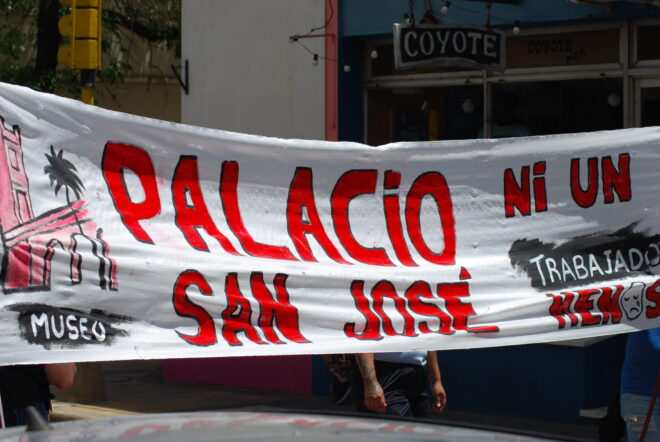 COYOTE
COYOTE
PALACIO
SAN JOSÉ
MUSEO
NI UN
TRABAJADO
MENOS